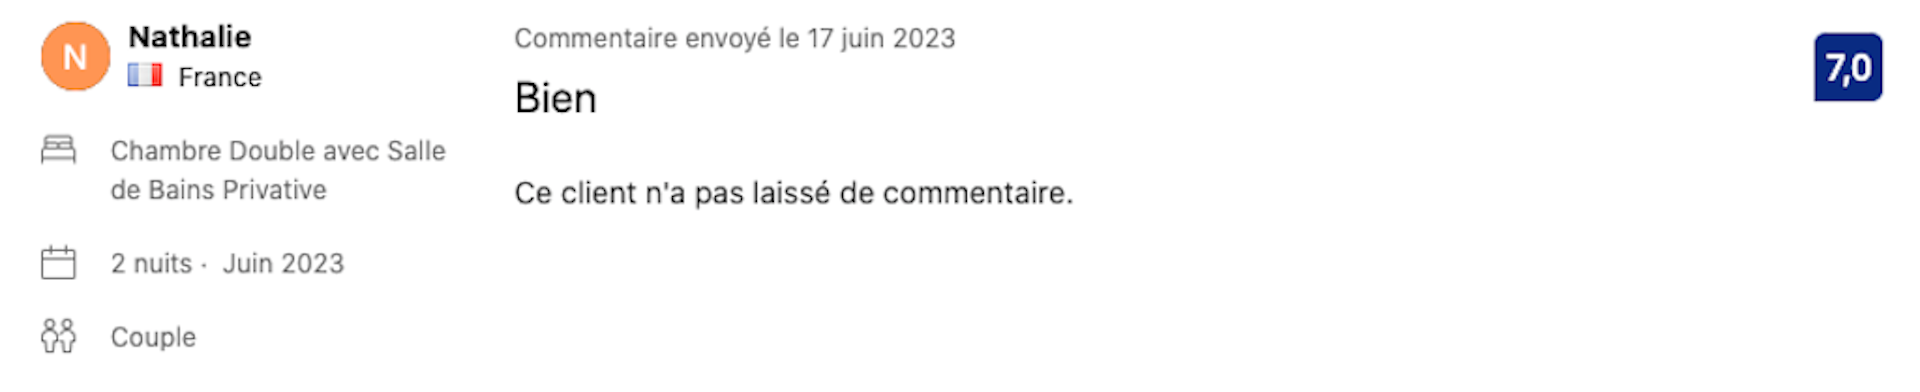 N
Nathalie
France
Chambre Double avec Salle
de Bains Privative
2 nuits · Juin 2023
Couple
Commentaire envoyé le 17 juin 2023
Bien
Ce client n'a pas laissé de commentaire.
7,0